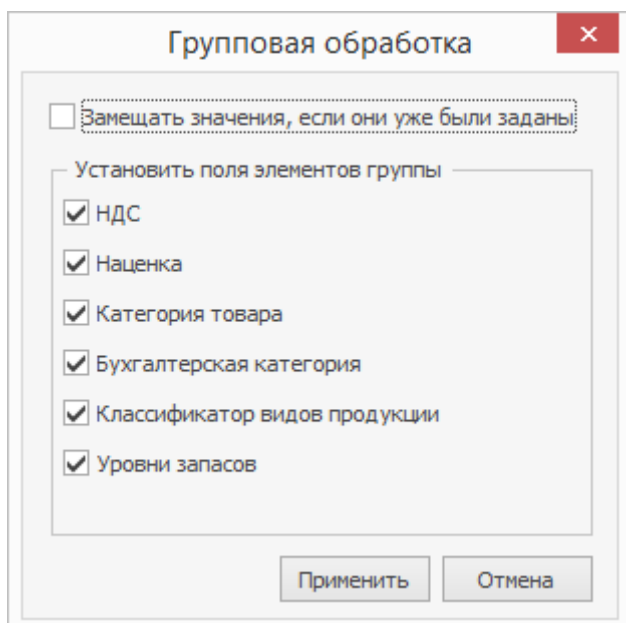 Групповая обработка
Замещать значения, если они уже были заданы
Установить поля элементов группы
НДС
Наценка
Категория товара
Бухгалтерская категория
Классификатор видов продукции
Уровни запасов
Применить
Отмена